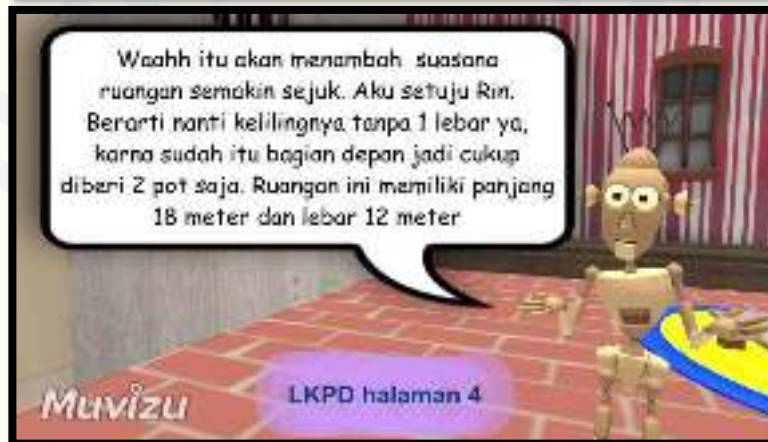 Waahh itu akan menambah suasana
ruangan semakin sejuk. Aku setuju Rin.
Berarti nanti kelilingnya tanpa 1 lebar ya,
karna sudah itu bagian depan jadi cukup
diberi 2 pot saja. Ruangan ini memiliki panjang
18 meter dan lebar 12 meter
LKPD halaman 4
Muvizu